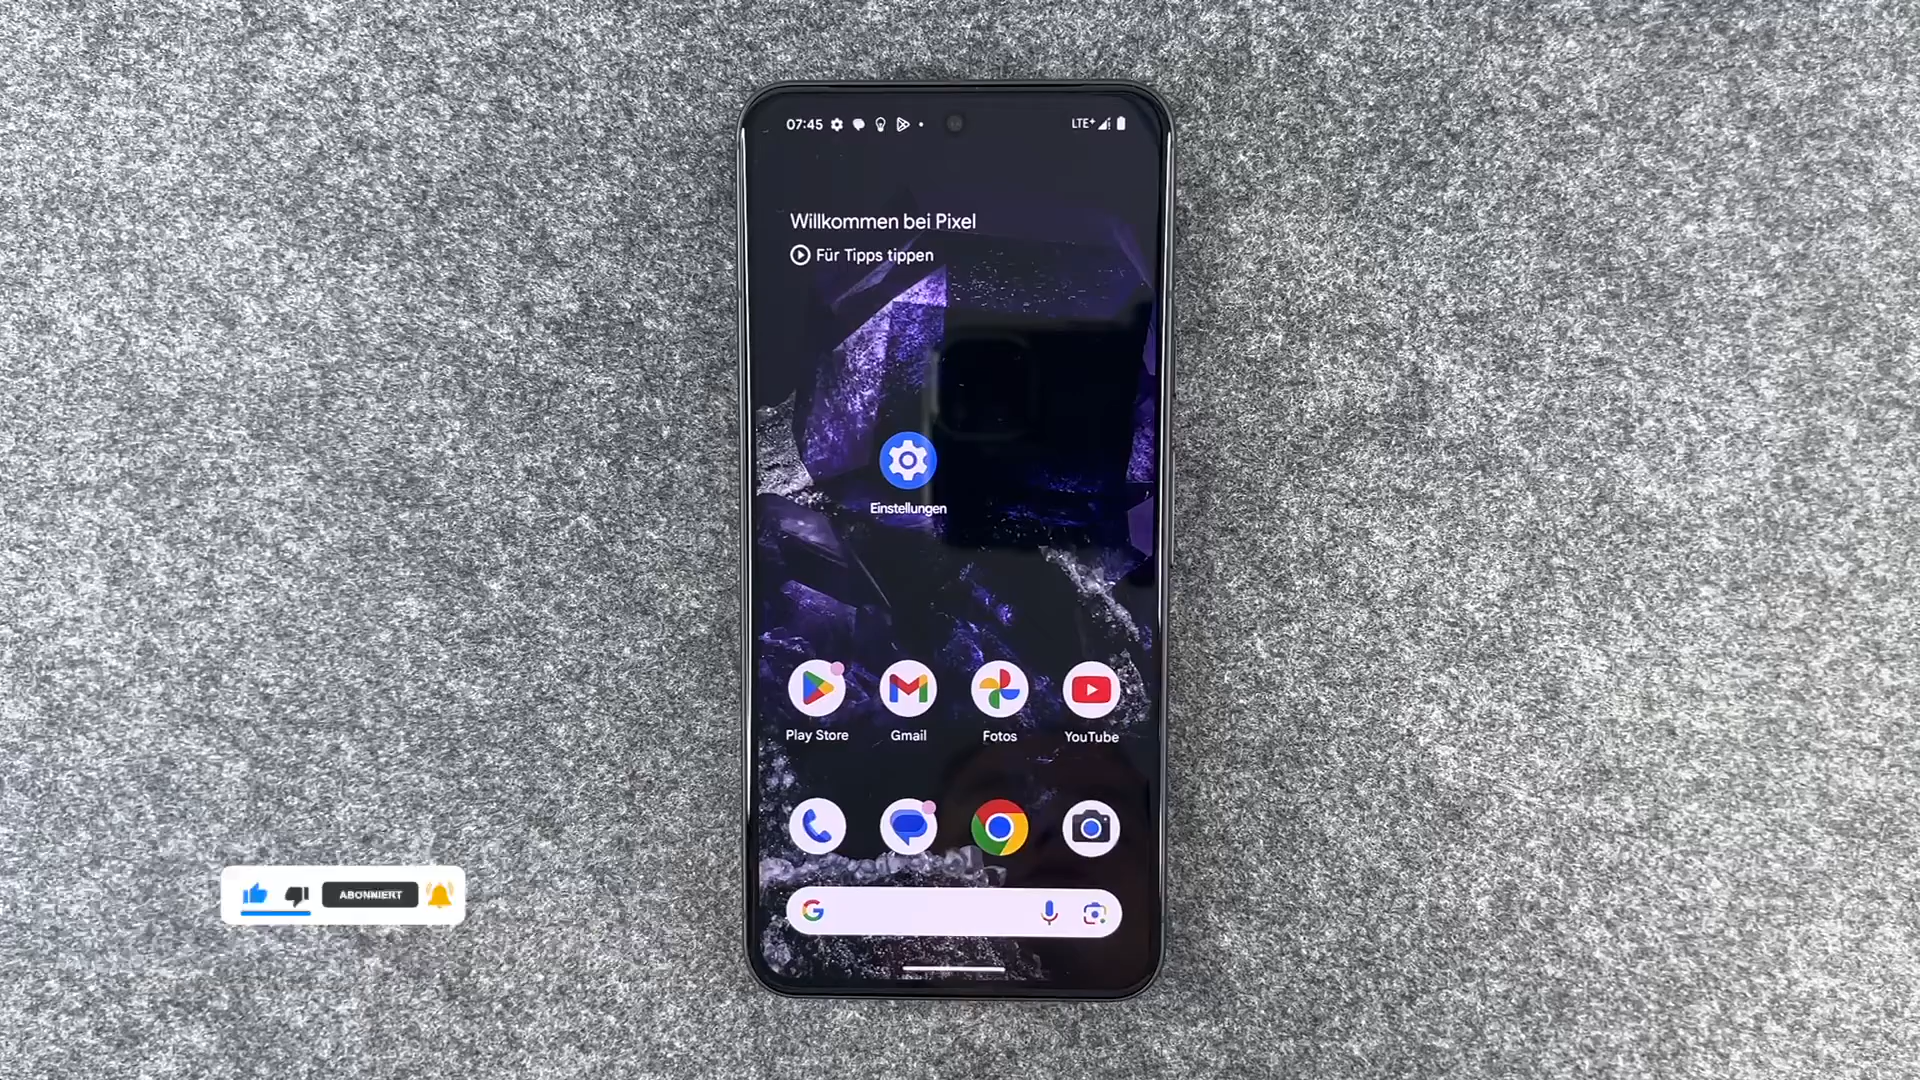 07:45
LTE+
Willkommen bei Pixel
Für Tipps tippen
Einstellungen
Play Store
Gmail
Fotos
YouTube
G
ABONNIERT